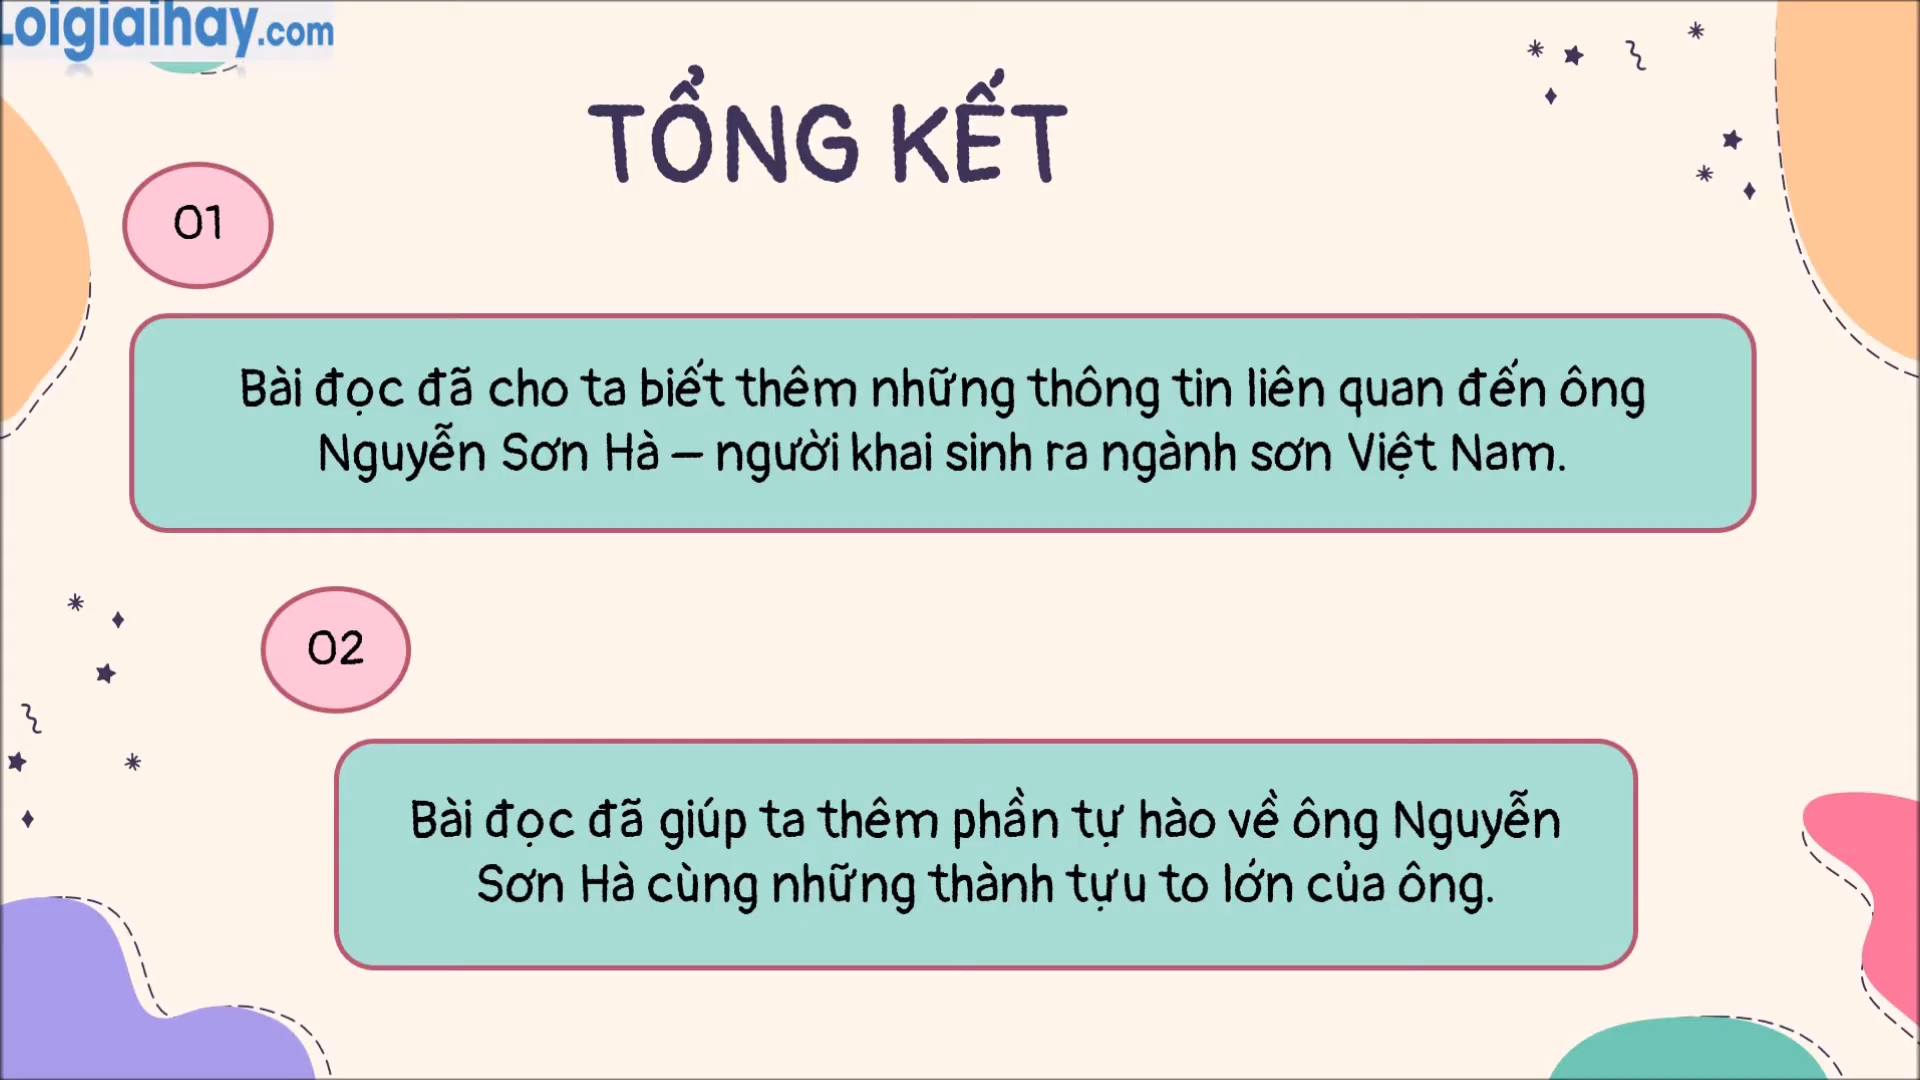 Loigiaihay.com
TỔNG KẾT
01
Bài đọc đã cho ta biết thêm những thông tin liên quan đến ông
Nguyễn Sơn Hà – người khai sinh ra ngành sơn Việt Nam.
02
Bài đọc đã giúp ta thêm phần tự hào về ông Nguyễn
Sơn Hà cùng những thành tựu to lớn của ông.